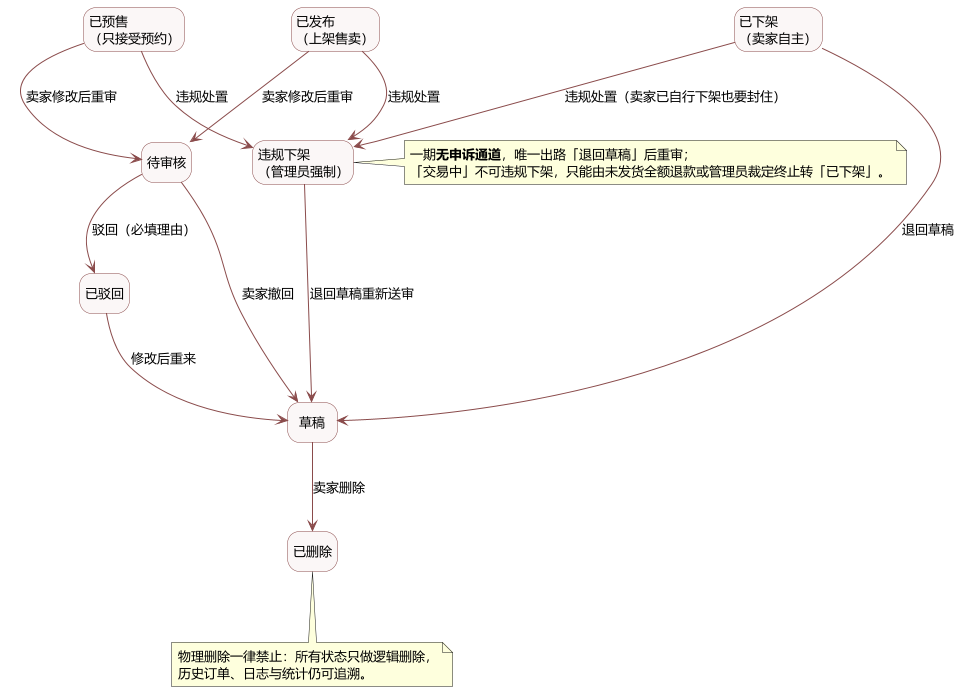 已预售
（只接受预约）
已发布
（上架售卖）
已下架
（卖家自主）
卖家修改后重审
违规处置
卖家修改后重审
违规处置
违规处置（卖家已自行下架也要封住）
待审核
违规下架
（管理员强制）
一期无申诉通道，唯一出路「退回草稿」后重审；
「交易中」不可违规下架，只能由未发货全额退款或管理员裁定终止转「已下架」。
驳回（必填理由）
退回草稿
已驳回
卖家撤回
退回草稿重新送审
修改后重来
草稿
卖家删除
已删除
物理删除一律禁止：所有状态只做逻辑删除，
历史订单、日志与统计仍可追溯。